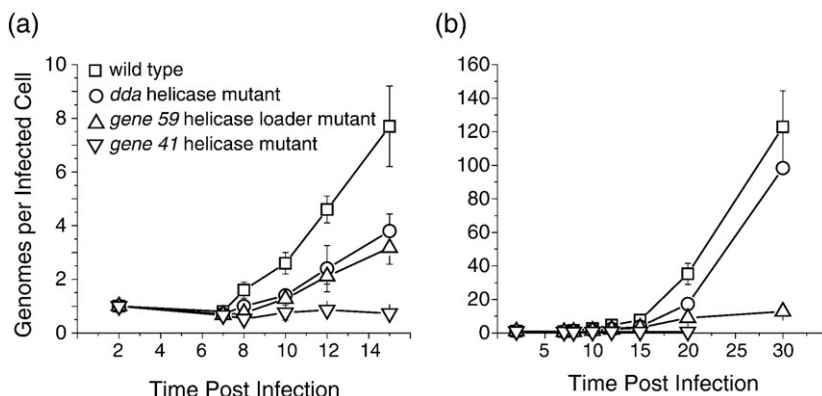 (a)
(b)
Genomes per Infected Cell
10
8
6
4
2
0
wild type
dda helicase mutant
gene 59 helicase loader mutant
gene 41 helicase mutant
2 4 6 8 10 12 14
Time Post Infection
160
140
120
100
80
60
40
20
0
5 10 15 20 25 30
Time Post Infection